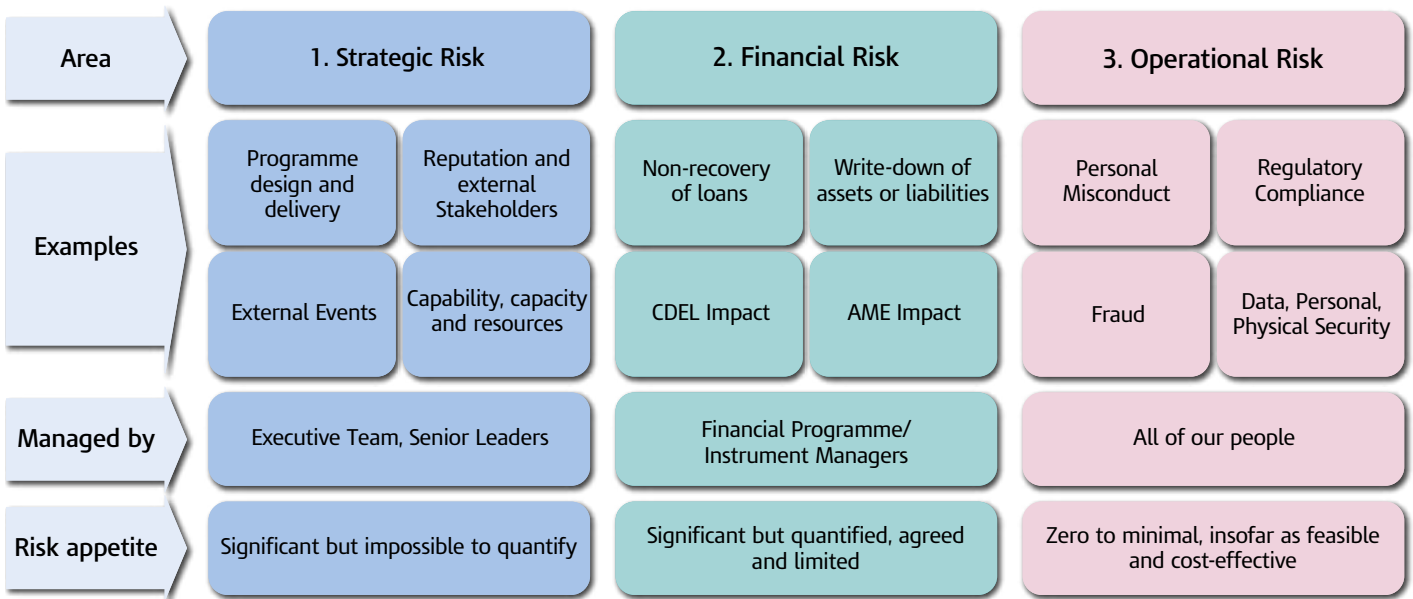 Area
1. Strategic Risk
2. Financial Risk
3. Operational Risk
Examples
Programme
design and
delivery
Reputation and
external
Stakeholders
Non-recovery
of loans
Write-down of
assets or liabilities
Personal
Misconduct
Regulatory
Compliance
External Events
Capability, capacity
and resources
CDEL Impact
AME Impact
Fraud
Data, Personal,
Physical Security
Managed by
Executive Team, Senior Leaders
Financial Programme/
Instrument Managers
All of our people
Risk appetite
Significant but impossible to quantify
Significant but quantified, agreed
and limited
Zero to minimal, insofar as feasible
and cost-effective